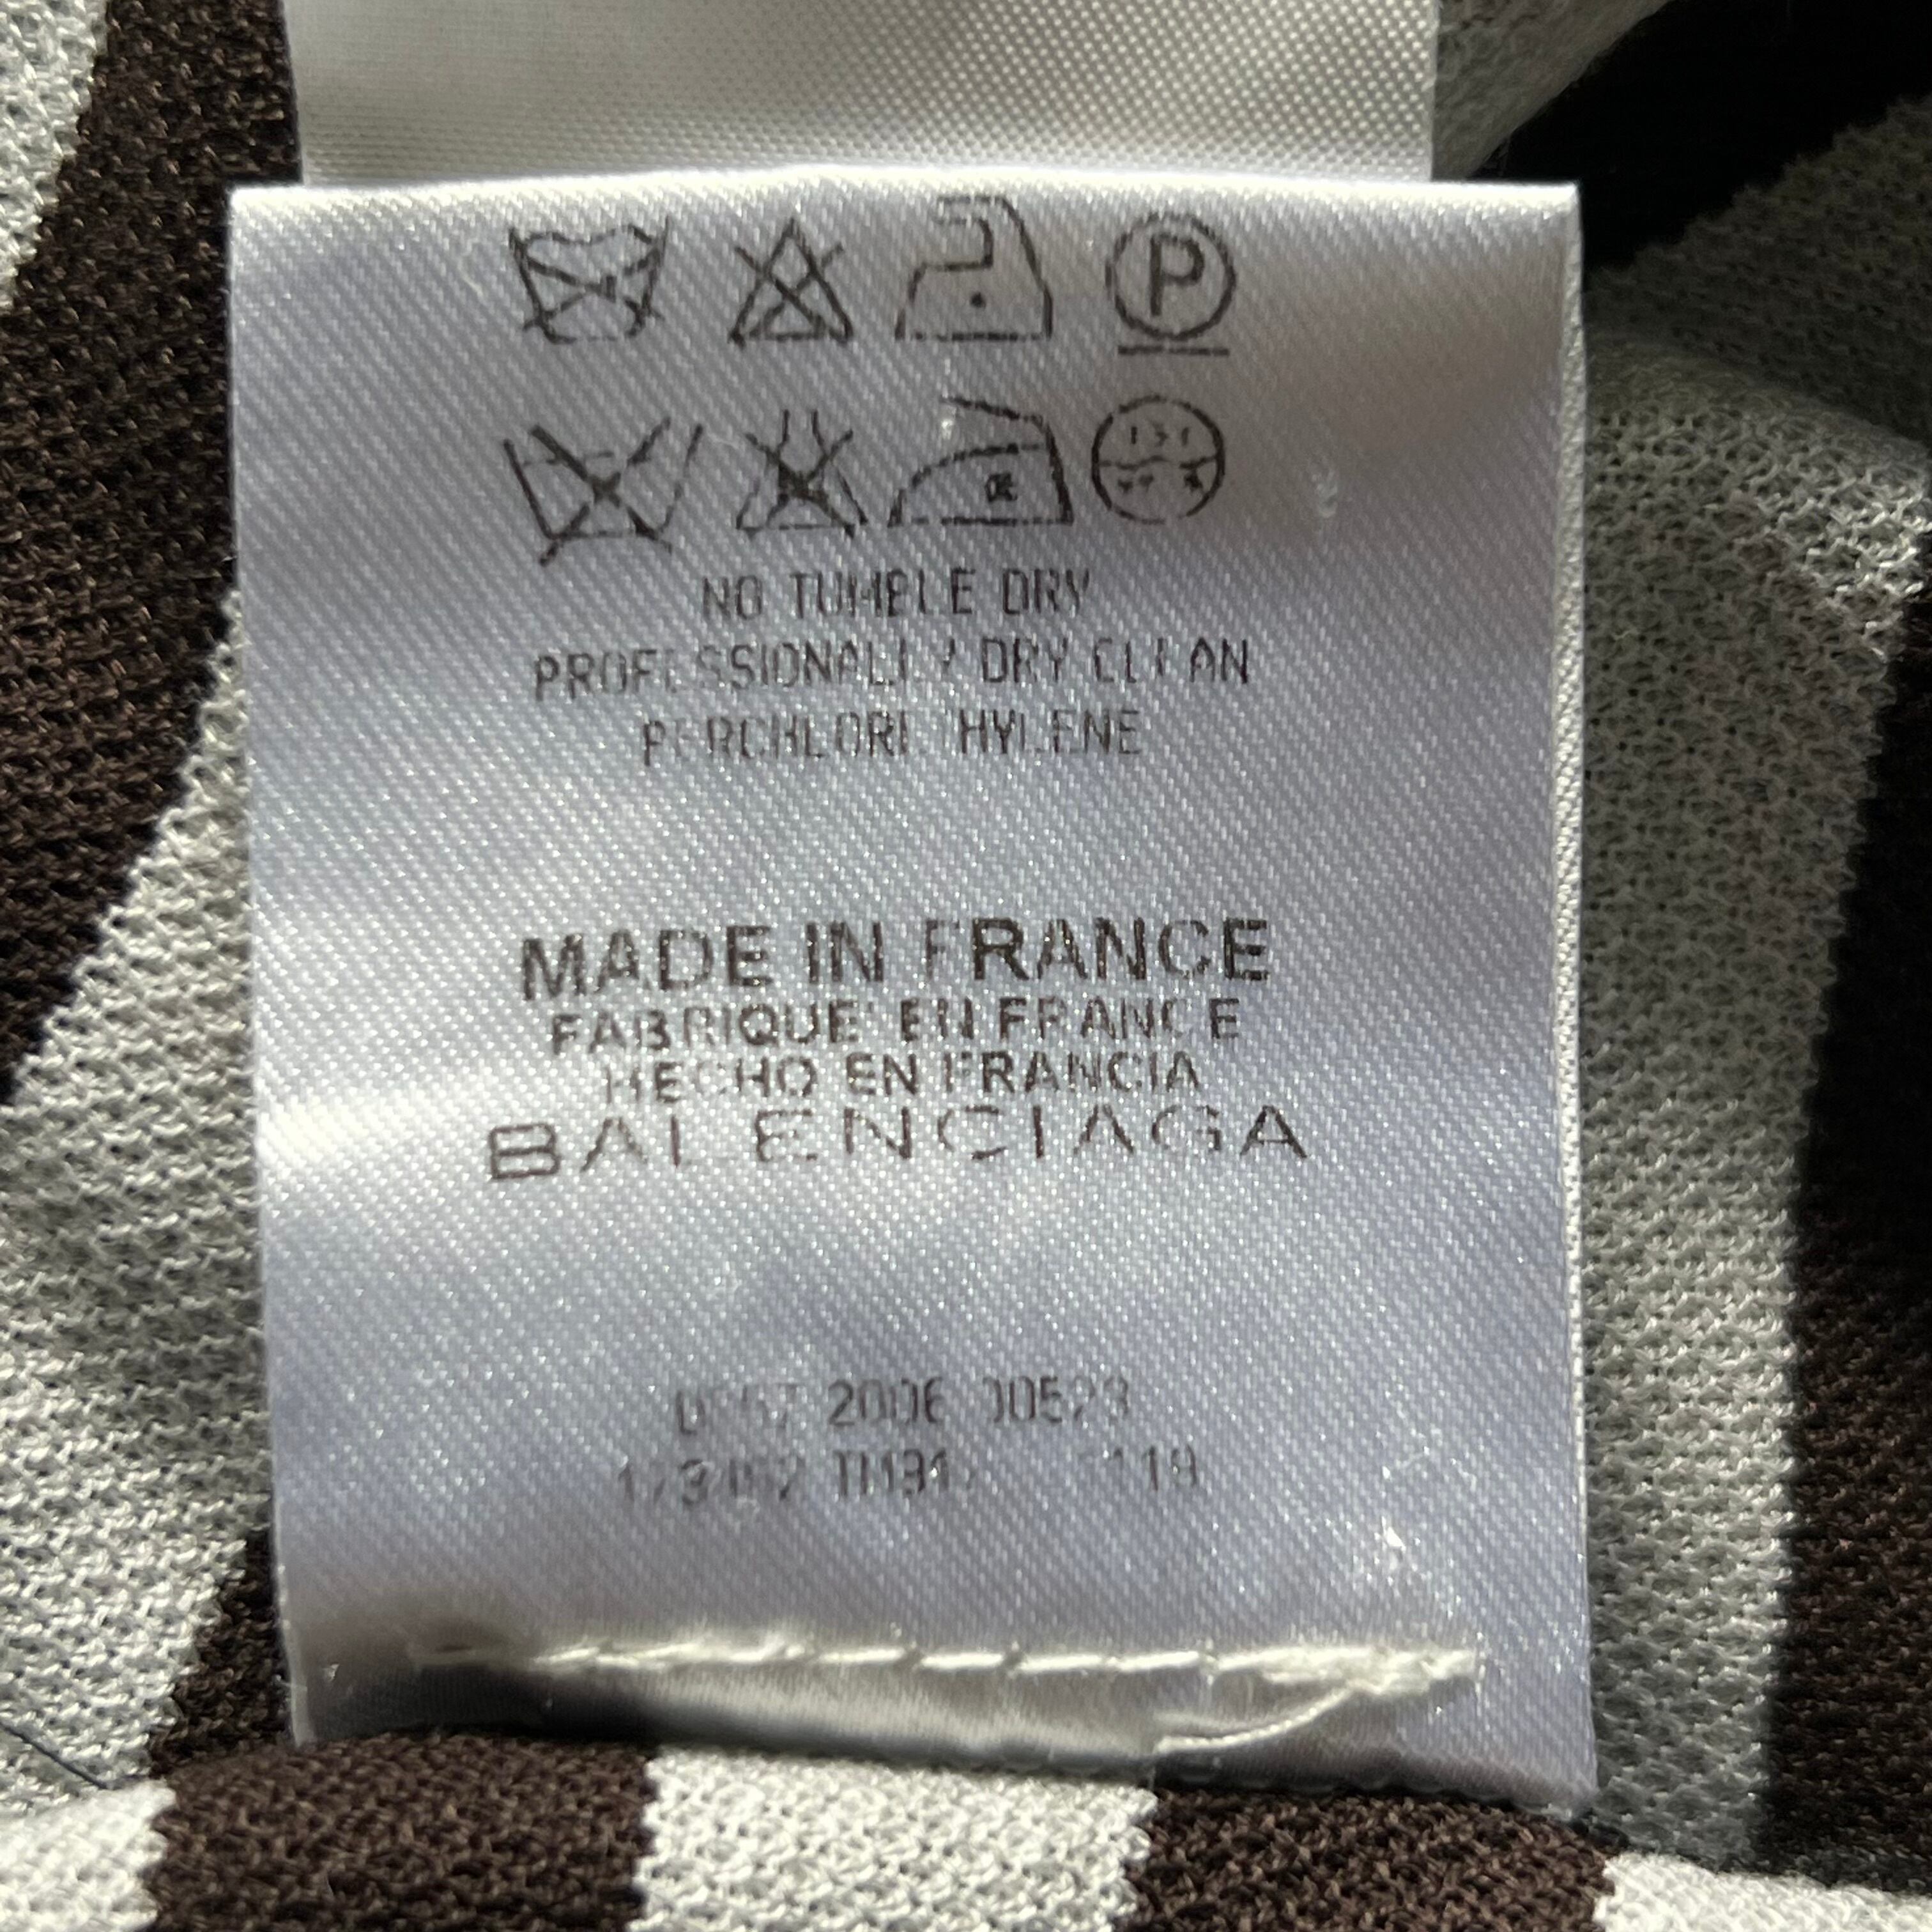 P
NO TUMBLE DRY
PROFESSIONALLY DRY CLEAN
PERCHLORETHYLENE
MADE IN FRANCE
FABRIQUE' EN FRANCE
HECHO EN FRANCIA
BALENCIAGA
2006